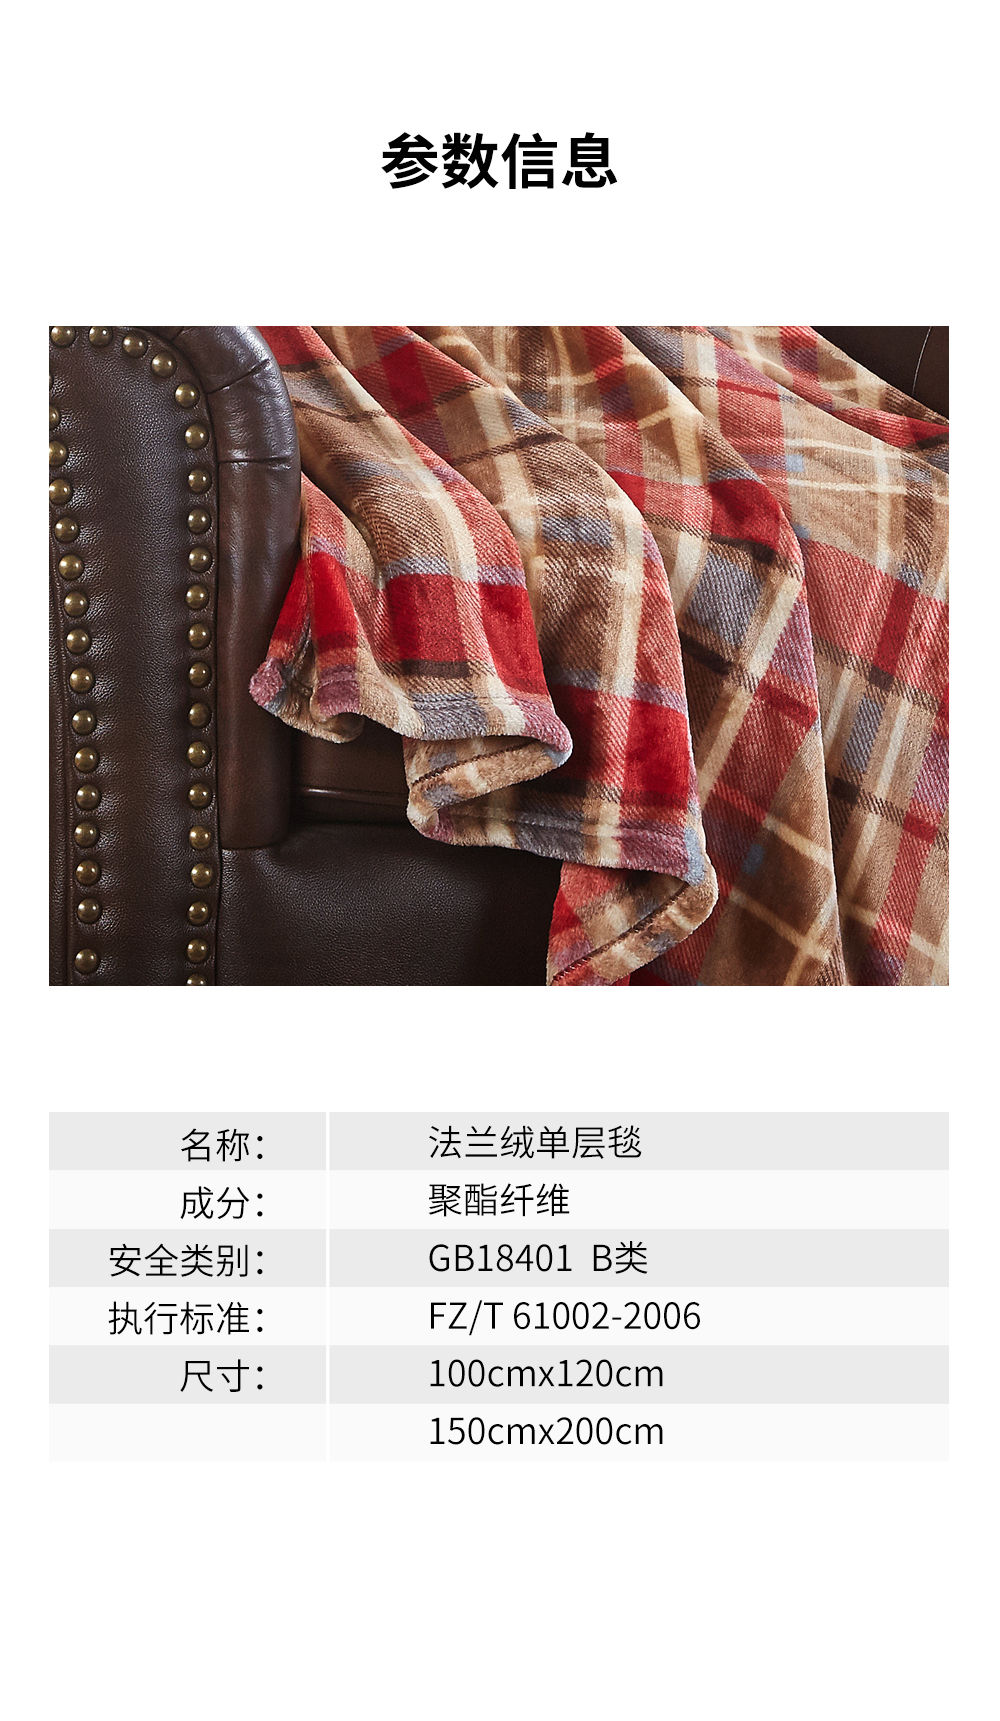 参数信息
名称： 法兰绒单层毯
成分： 聚酯纤维
安全类别： GB18401 B类
执行标准： FZ/T 61002-2006
尺寸： 100cmx120cm
150cmx200cm